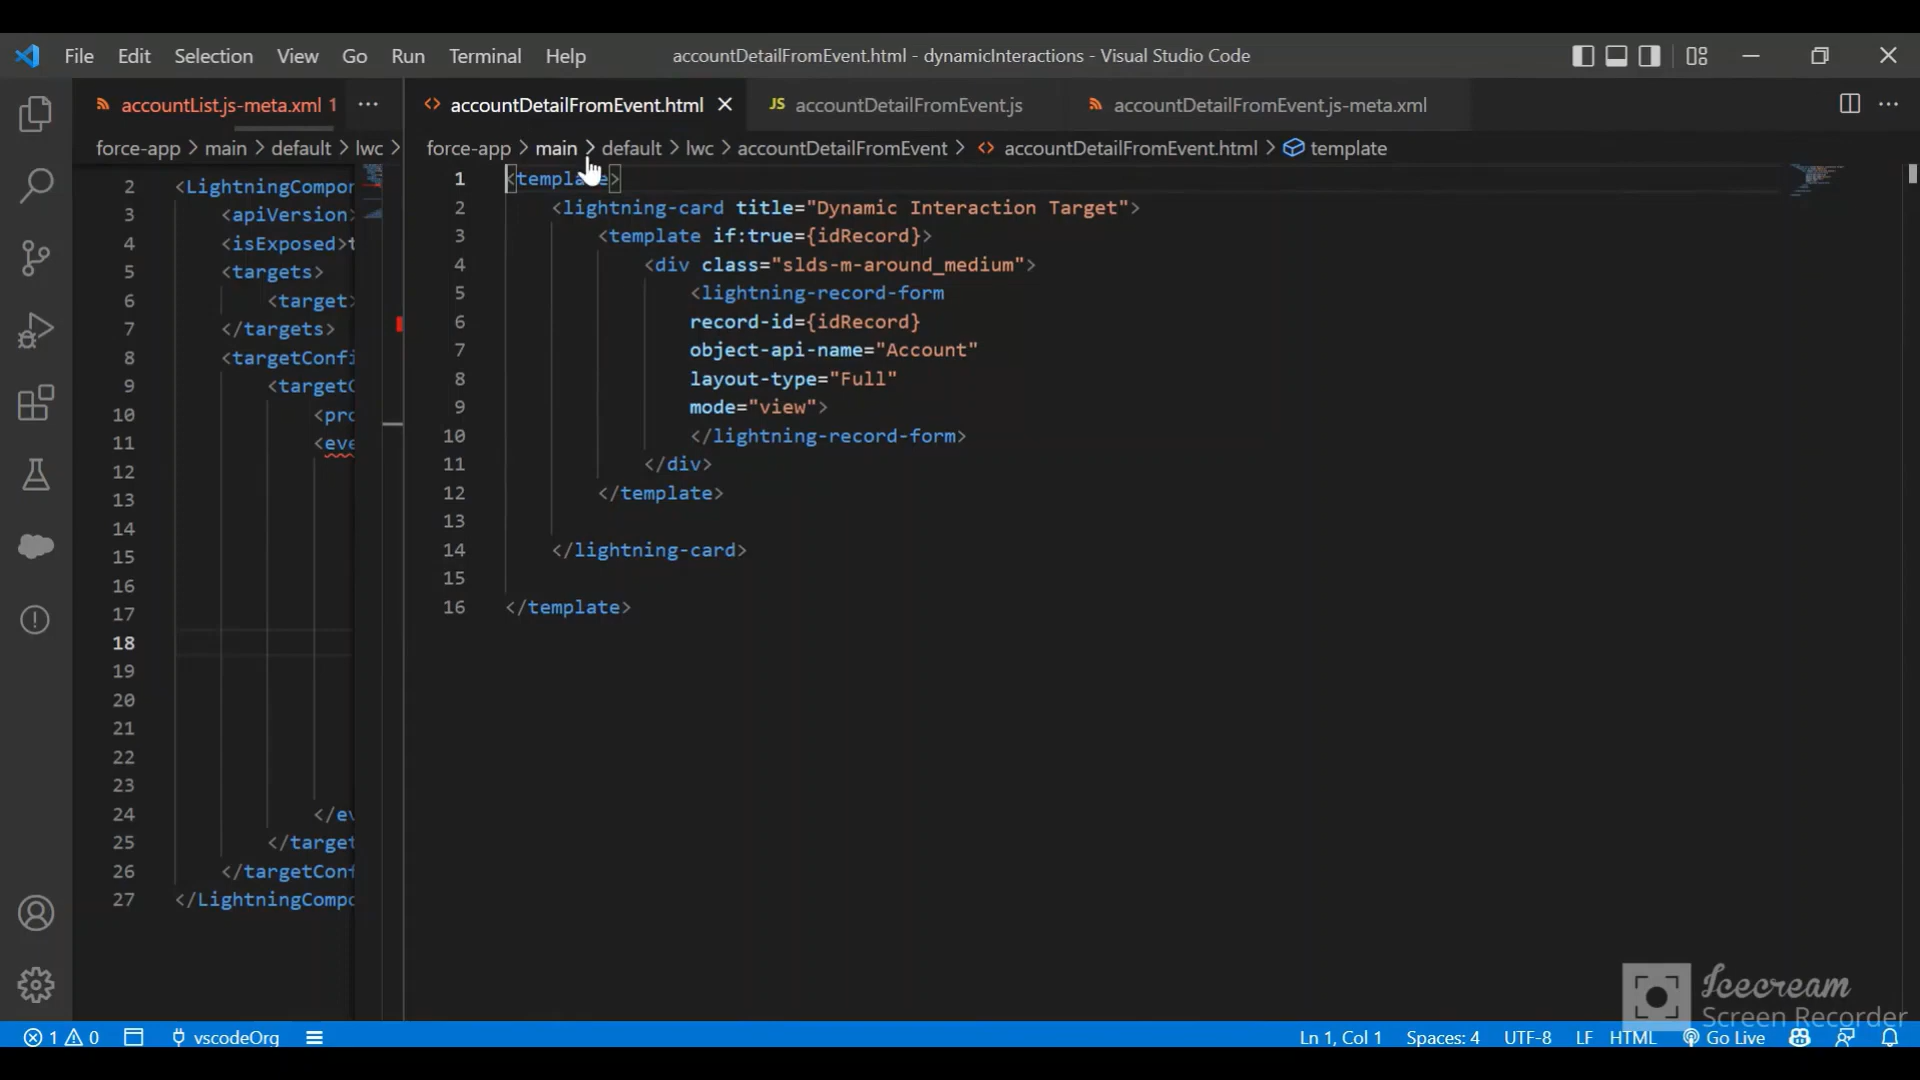 File Edit Selection View Go Run Terminal Help accountDetailFromEvent.html - dynamicInteractions - Visual Studio Code
accountList.js-meta.xml 1 ··· accountDetailFromEvent.html JS accountDetailFromEvent.js accountDetailFromEvent.js-meta.xml ···
force-app > main > default > lwc >
2 <LightningCompor
3 <apiVersion>
4 <isExposed>t
5 <targets>
6 <target>
7 </targets>
8 <targetConfi
9 <targetC
10 <pro
11 <eve
12
13
14
15
16
17
18
19
20
21
22
23
24 </ev
25 </target
26 </targetConf
27 </LightningCompo
force-app > main > default > lwc > accountDetailFromEvent > accountDetailFromEvent.html > template
1 <template>
2 <lightning-card title="Dynamic Interaction Target">
3 <template if:true={idRecord}>
4 <div class="slds-m-around_medium">
5 <lightning-record-form
6 record-id={idRecord}
7 object-api-name="Account"
8 layout-type="Full"
9 mode="view">
10 </lightning-record-form>
11 </div>
12 </template>
13
14 </lightning-card>
15
16 </template>
Icecream
Screen Recorder
1 0 vscodeOrg Ln 1, Col 1 Spaces: 4 UTF-8 LF HTML Go Live